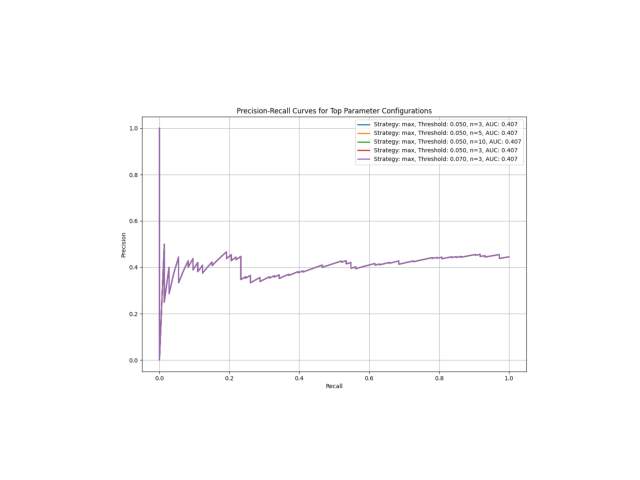 Precision-Recall Curves for Top Parameter Configurations
Strategy: max, Threshold: 0.050, n=3, AUC: 0.407
Strategy: max, Threshold: 0.050, n=5, AUC: 0.407
Strategy: max, Threshold: 0.050, n=10, AUC: 0.407
Strategy: max, Threshold: 0.050, n=3, AUC: 0.407
Strategy: max, Threshold: 0.070, n=3, AUC: 0.407
1.0
0.8
0.6
0.4
0.2
0.0
Precision
0.0 0.2 0.4 0.6 0.8 1.0
Recall